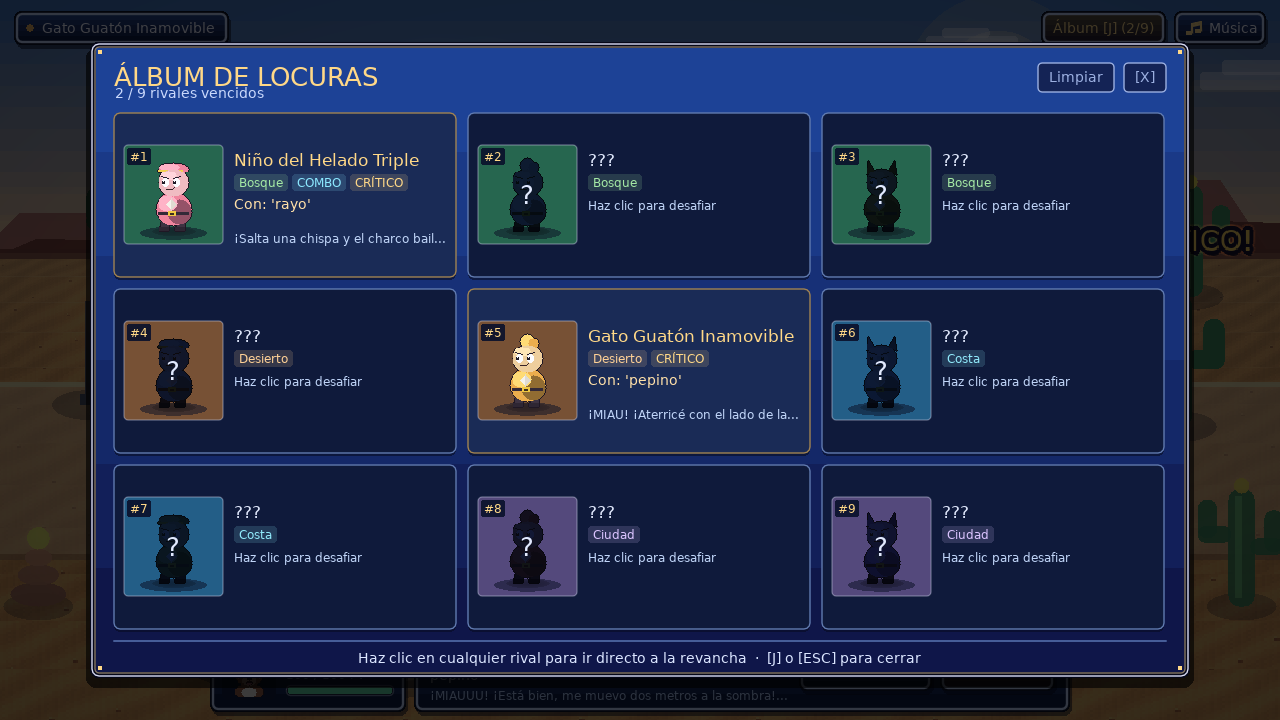 Gato Guatón Inamovible
Álbum [J] (2/9)
Música
ÁLBUM DE LOCURAS
2 / 9 rivales vencidos
Limpiar
[X]
#1
Niño del Helado Triple
Bosque COMBO CRÍTICO
Con: 'rayo'
¡Salta una chispa y el charco bail...
#2
?
???
Bosque
Haz clic para desafiar
#3
?
???
Bosque
Haz clic para desafiar
ICO!
#4
?
???
Desierto
Haz clic para desafiar
#5
Gato Guatón Inamovible
Desierto CRÍTICO
Con: 'pepino'
¡MIAU! ¡Aterricé con el lado de la...
#6
?
???
Costa
Haz clic para desafiar
#7
?
???
Costa
Haz clic para desafiar
#8
?
???
Ciudad
Haz clic para desafiar
#9
?
???
Ciudad
Haz clic para desafiar
Haz clic en cualquier rival para ir directo a la revancha · [J] o [ESC] para cerrar
¡MIAUUU! ¡Está bien, me muevo dos metros a la sombra!...